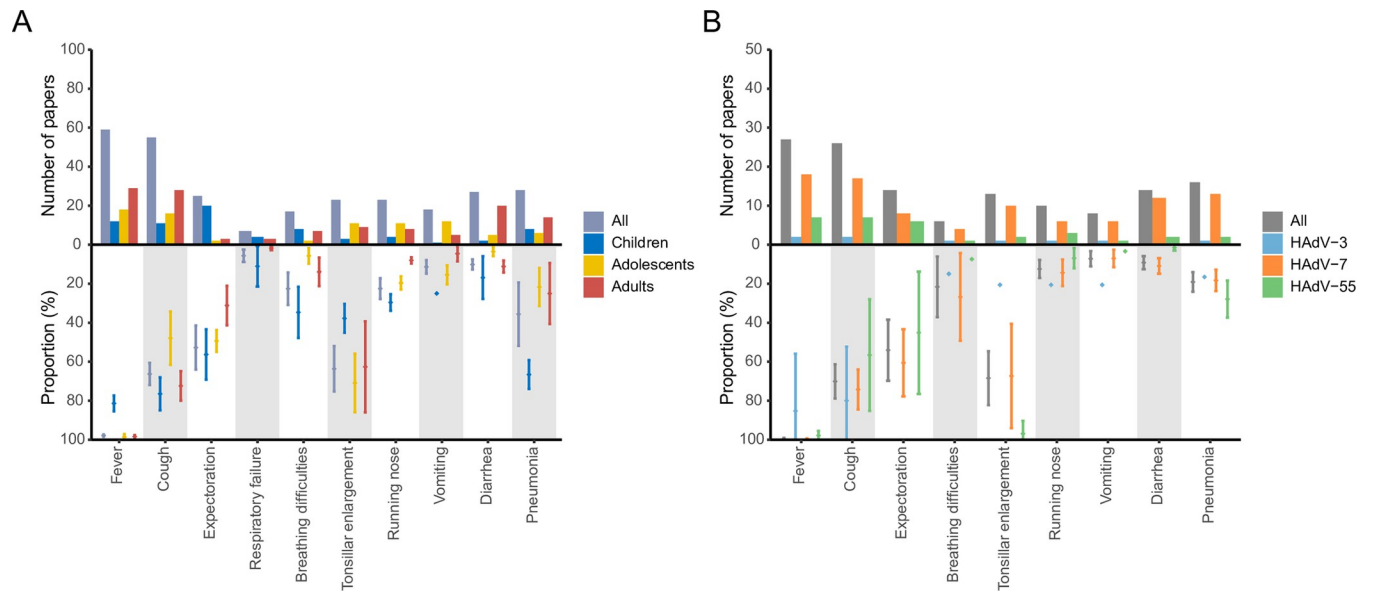 A
100
80
60
40
20
0
20
40
60
80
100
Number of papers
Proportion (%)
Fever
Cough
Expectoration
Respiratory failure
Breathing difficulties
Tonsillar enlargement
Running nose
Vomiting
Diarrhea
Pneumonia
All
Children
Adolescents
Adults
B
50
40
30
20
10
0
20
40
60
80
100
Number of papers
Proportion (%)
Fever
Cough
Expectoration
Breathing difficulties
Tonsillar enlargement
Running nose
Vomiting
Diarrhea
Pneumonia
All
HAdV−3
HAdV−7
HAdV−55